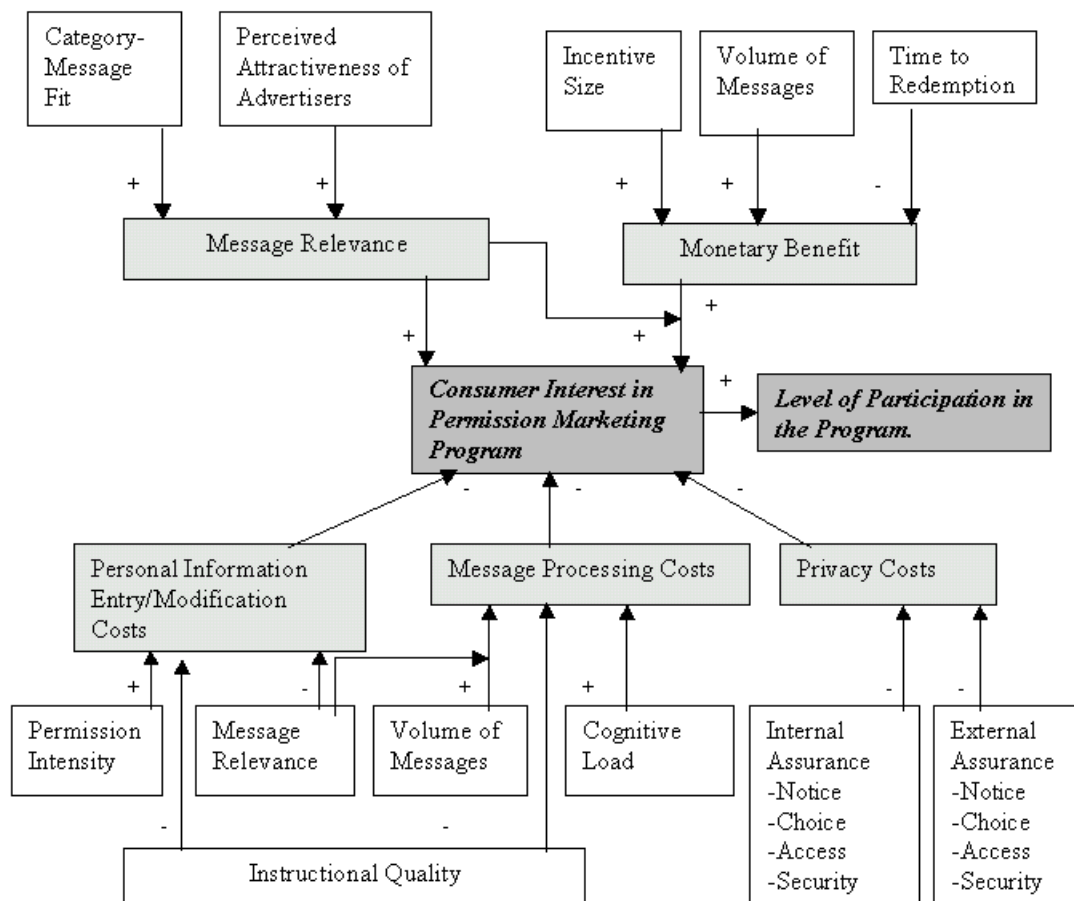 Category-
Message
Fit
Perceived
Attractiveness of
Advertisers
Incentive
Size
Volume of
Messages
Time to
Redemption
+
+
+
+
-
Message Relevance
Monetary Benefit
+
+
+
Consumer Interest in
Permission Marketing
Program
+
Level of Participation in
the Program.
-
-
-
Personal Information
Entry/Modification
Costs
Message Processing Costs
Privacy Costs
+
-
+
+
-
-
Permission
Intensity
Message
Relevance
Volume of
Messages
Cognitive
Load
Internal
Assurance
-Notice
-Choice
-Access
-Security
External
Assurance
-Notice
-Choice
-Access
-Security
-
-
Instructional Quality